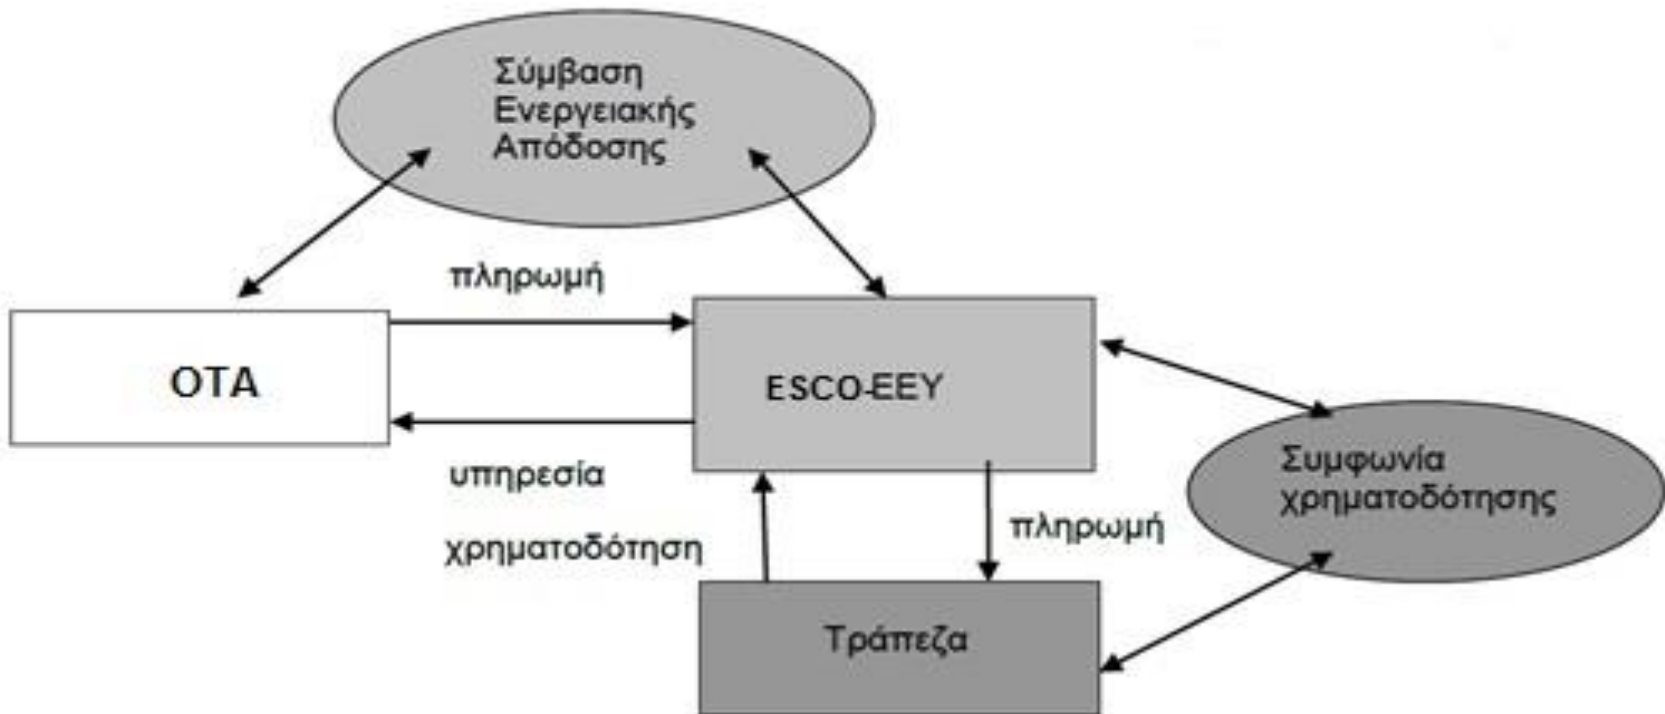 Σύμβαση
Ενεργειακής
Απόδοσης
πληρωμή
ΟΤΑ
ESCO-ΕΕΥ
υπηρεσία
Συμφωνία
χρηματοδότησης
χρηματοδότηση
πληρωμή
Τράπεζα